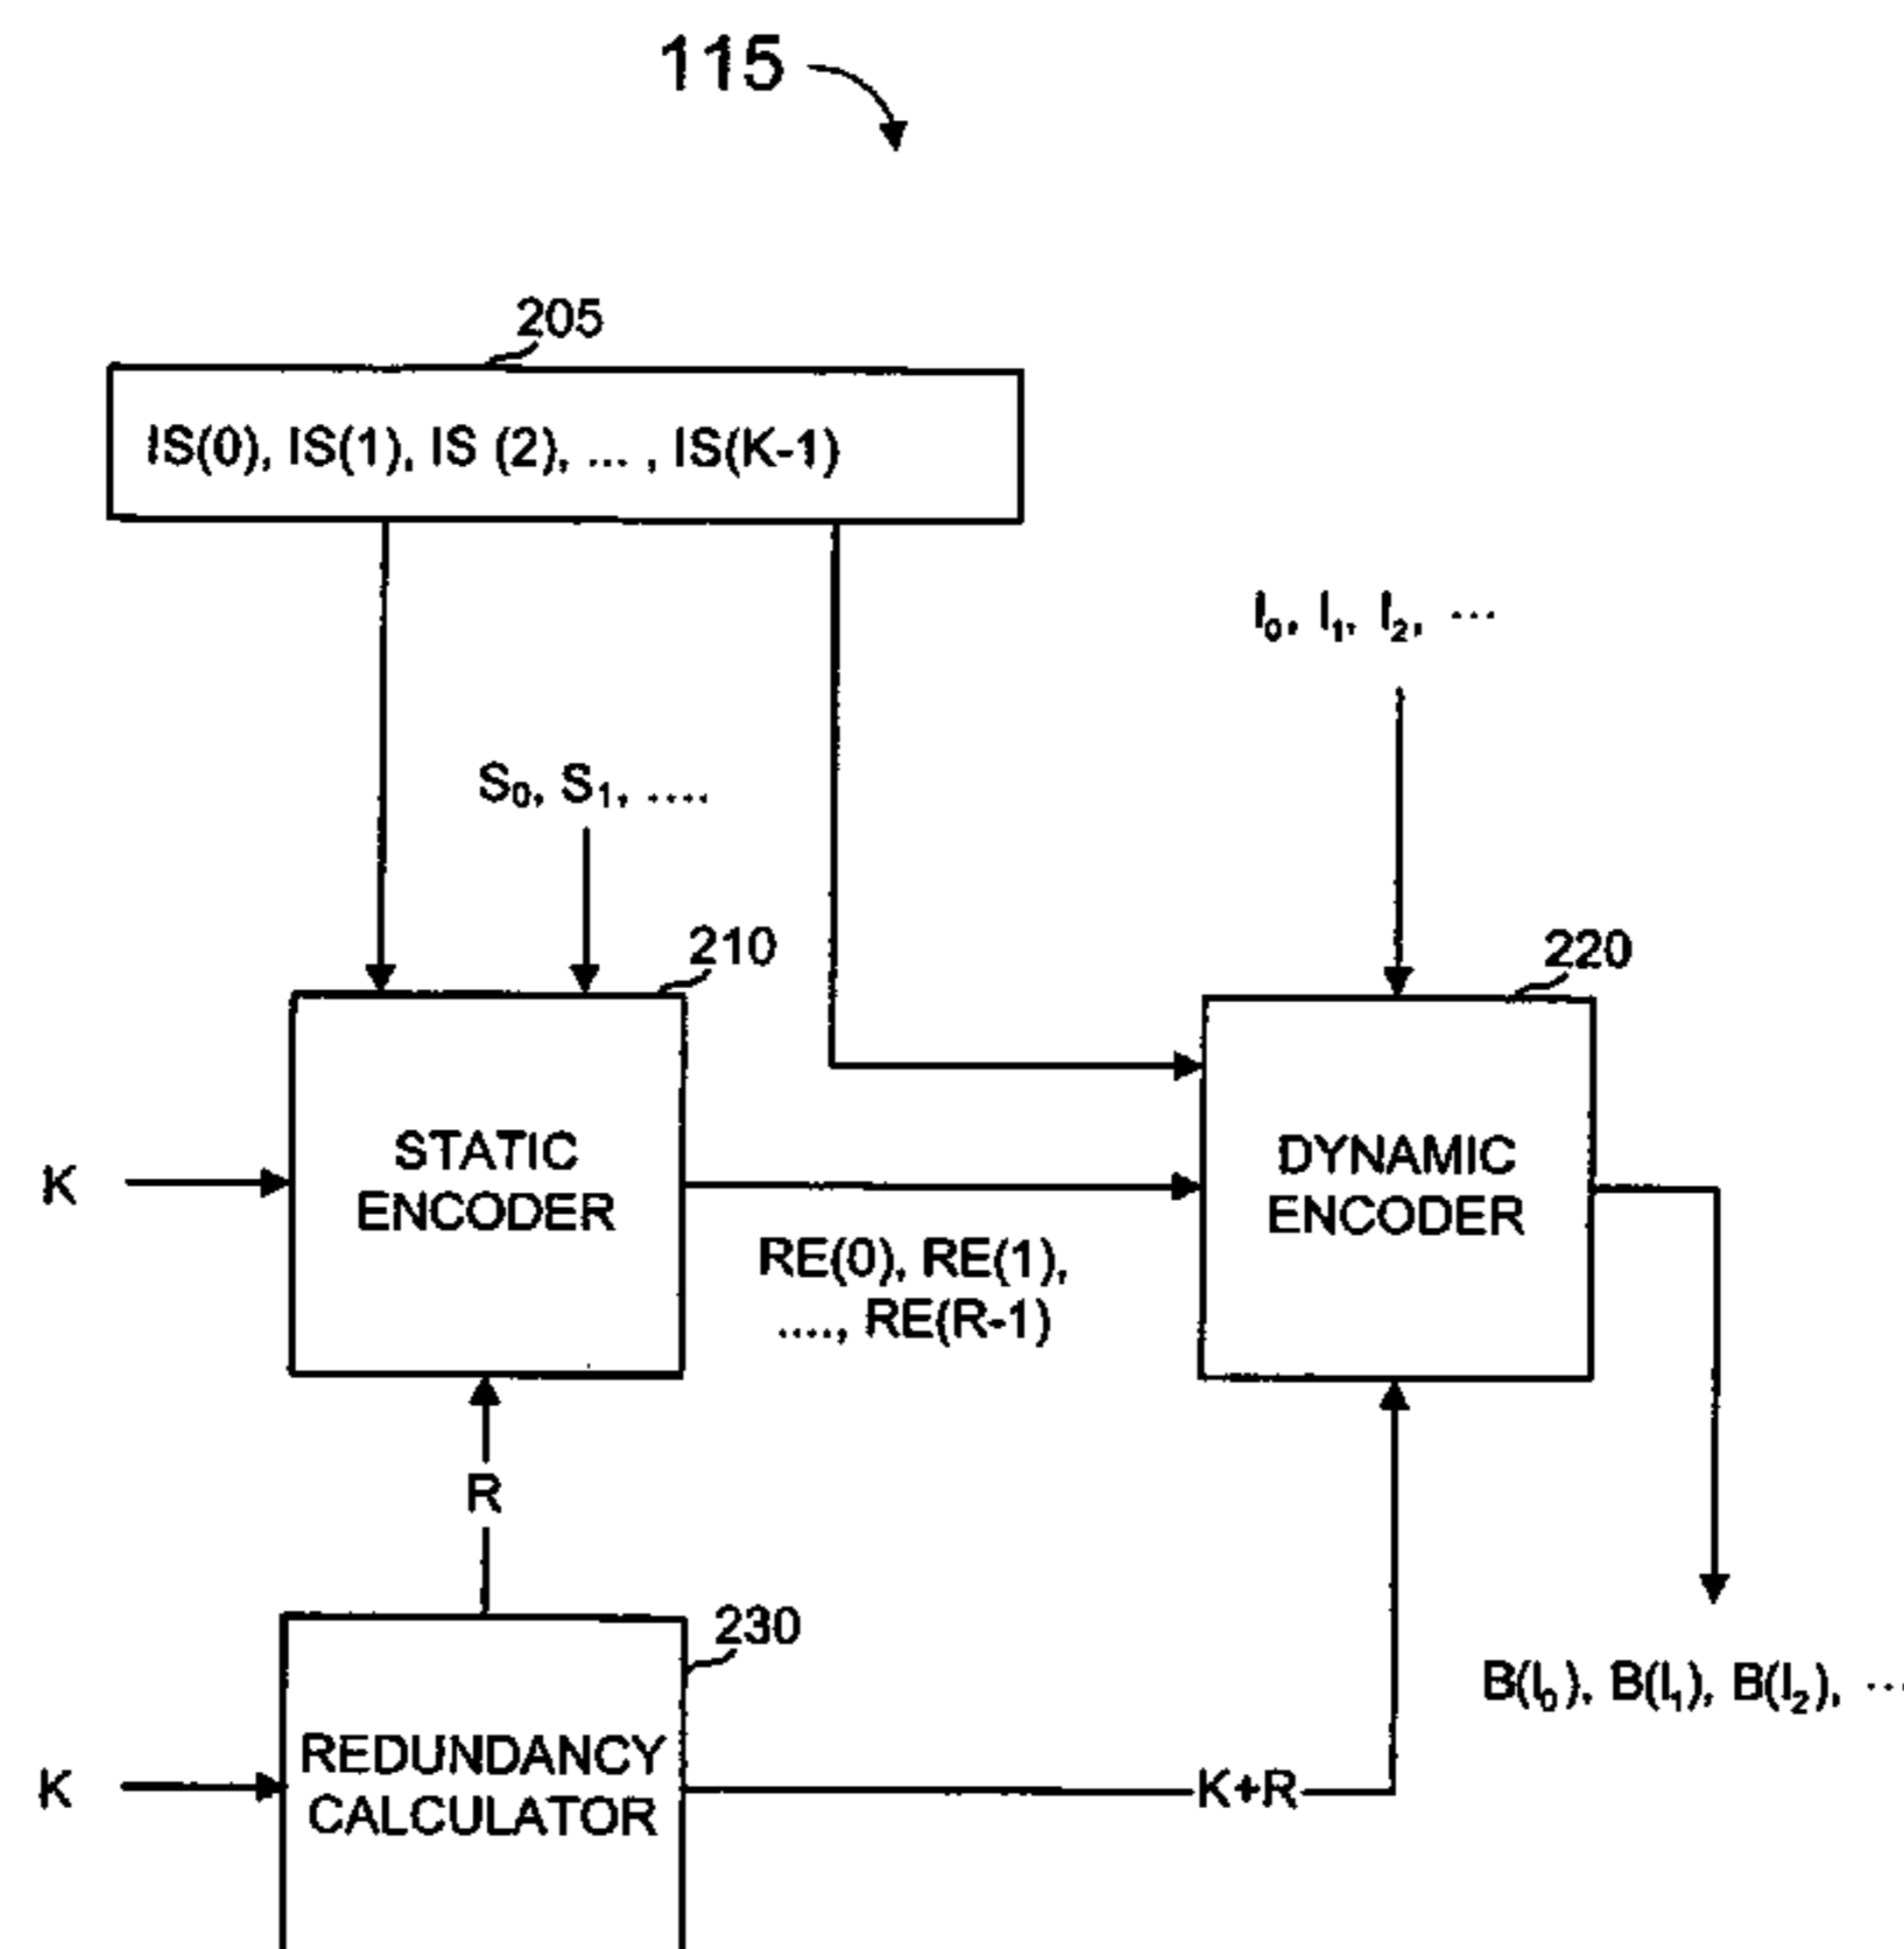 115
205
IS(0), IS(1), IS (2), ... , IS(K-1)
I₀, I₁, I₂, ...
S₀, S₁, ....
210
220
STATIC
ENCODER
DYNAMIC
ENCODER
K
RE(0), RE(1),
...., RE(R-1)
R
230
B(I₀), B(I₁), B(I₂), ...
REDUNDANCY
CALCULATOR
K
K+R